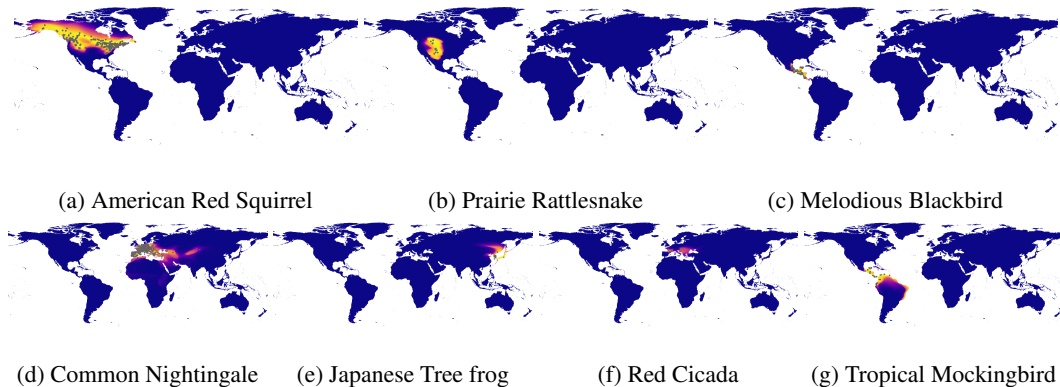 (a) American Red Squirrel
(b) Prairie Rattlesnake
(c) Melodious Blackbird
(d) Common Nightingale
(e) Japanese Tree frog
(f) Red Cicada
(g) Tropical Mockingbird